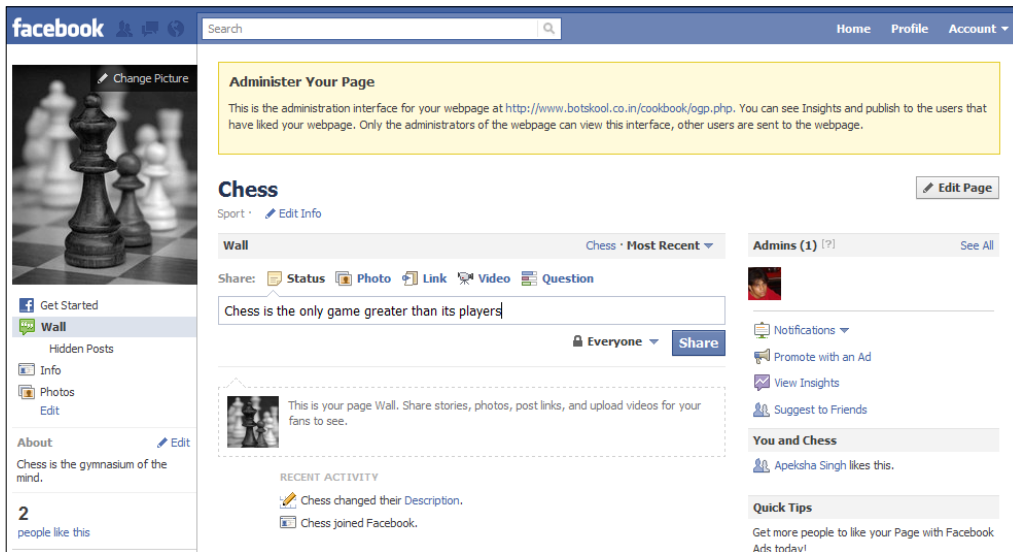 facebook
Search
Home Profile Account
Change Picture
Administer Your Page
This is the administration interface for your webpage at http://www.botskool.co.in/cookbook/ogp.php. You can see Insights and publish to the users that
have liked your webpage. Only the administrators of the webpage can view this interface, other users are sent to the webpage.
Chess
Edit Page
Sport · Edit Info
Wall
Chess · Most Recent
Share: Status Photo Link Video Question
Chess is the only game greater than its players
Everyone Share
This is your page Wall. Share stories, photos, post links, and upload videos for your
fans to see.
RECENT ACTIVITY
Chess changed their Description.
Chess joined Facebook.
Get Started
Wall
Hidden Posts
Info
Photos
Edit
About Edit
Chess is the gymnasium of the
mind.
2
people like this
Admins (1) [?] See All
Notifications
Promote with an Ad
View Insights
Suggest to Friends
You and Chess
Apeksha Singh likes this.
Quick Tips
Get more people to like your Page with Facebook
Ads today!